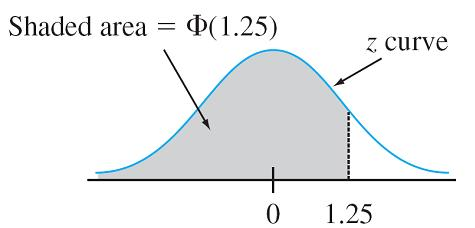 Shaded area = Φ(1.25)
z curve
0
1.25